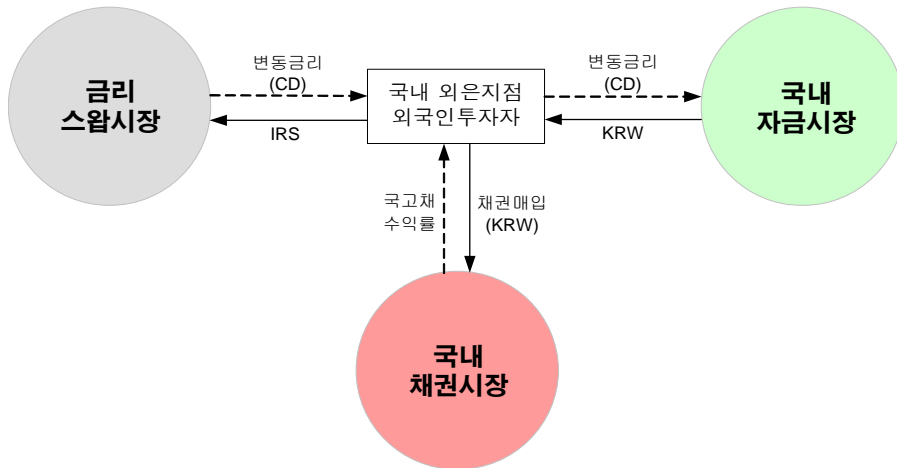 금리
스왑시장
변동금리
(CD)
IRS
국내 외은지점
외국인투자자
변동금리
(CD)
KRW
국내
자금시장
국고채
수익률
채권매입
(KRW)
국내
채권시장